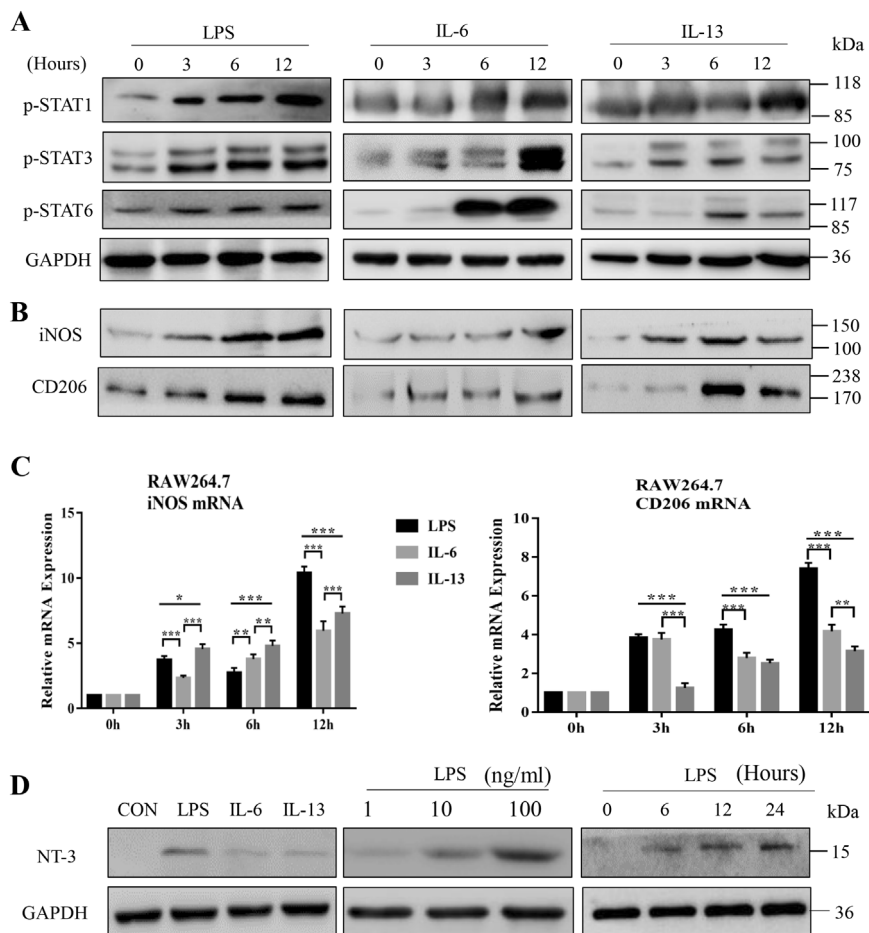 A
LPS IL-6 IL-13 kDa
(Hours) 0 3 6 12 0 3 6 12 0 3 6 12
p-STAT1 118
85
p-STAT3 100
75
p-STAT6 117
85
GAPDH 36
B
iNOS 150
100
CD206 238
170
C
RAW264.7
iNOS mRNA
Relative mRNA Expression
15
10
5
0
* *** ***
*** *** ** ** *** ***
0h 3h 6h 12h
LPS
IL-6
IL-13
RAW264.7
CD206 mRNA
Relative mRNA Expression
10
8
6
4
2
0
*** *** ***
*** *** *** **
0h 3h 6h 12h
D
LPS (ng/ml) LPS (Hours)
CON LPS IL-6 IL-13 1 10 100 0 6 12 24 kDa
NT-3 15
GAPDH 36